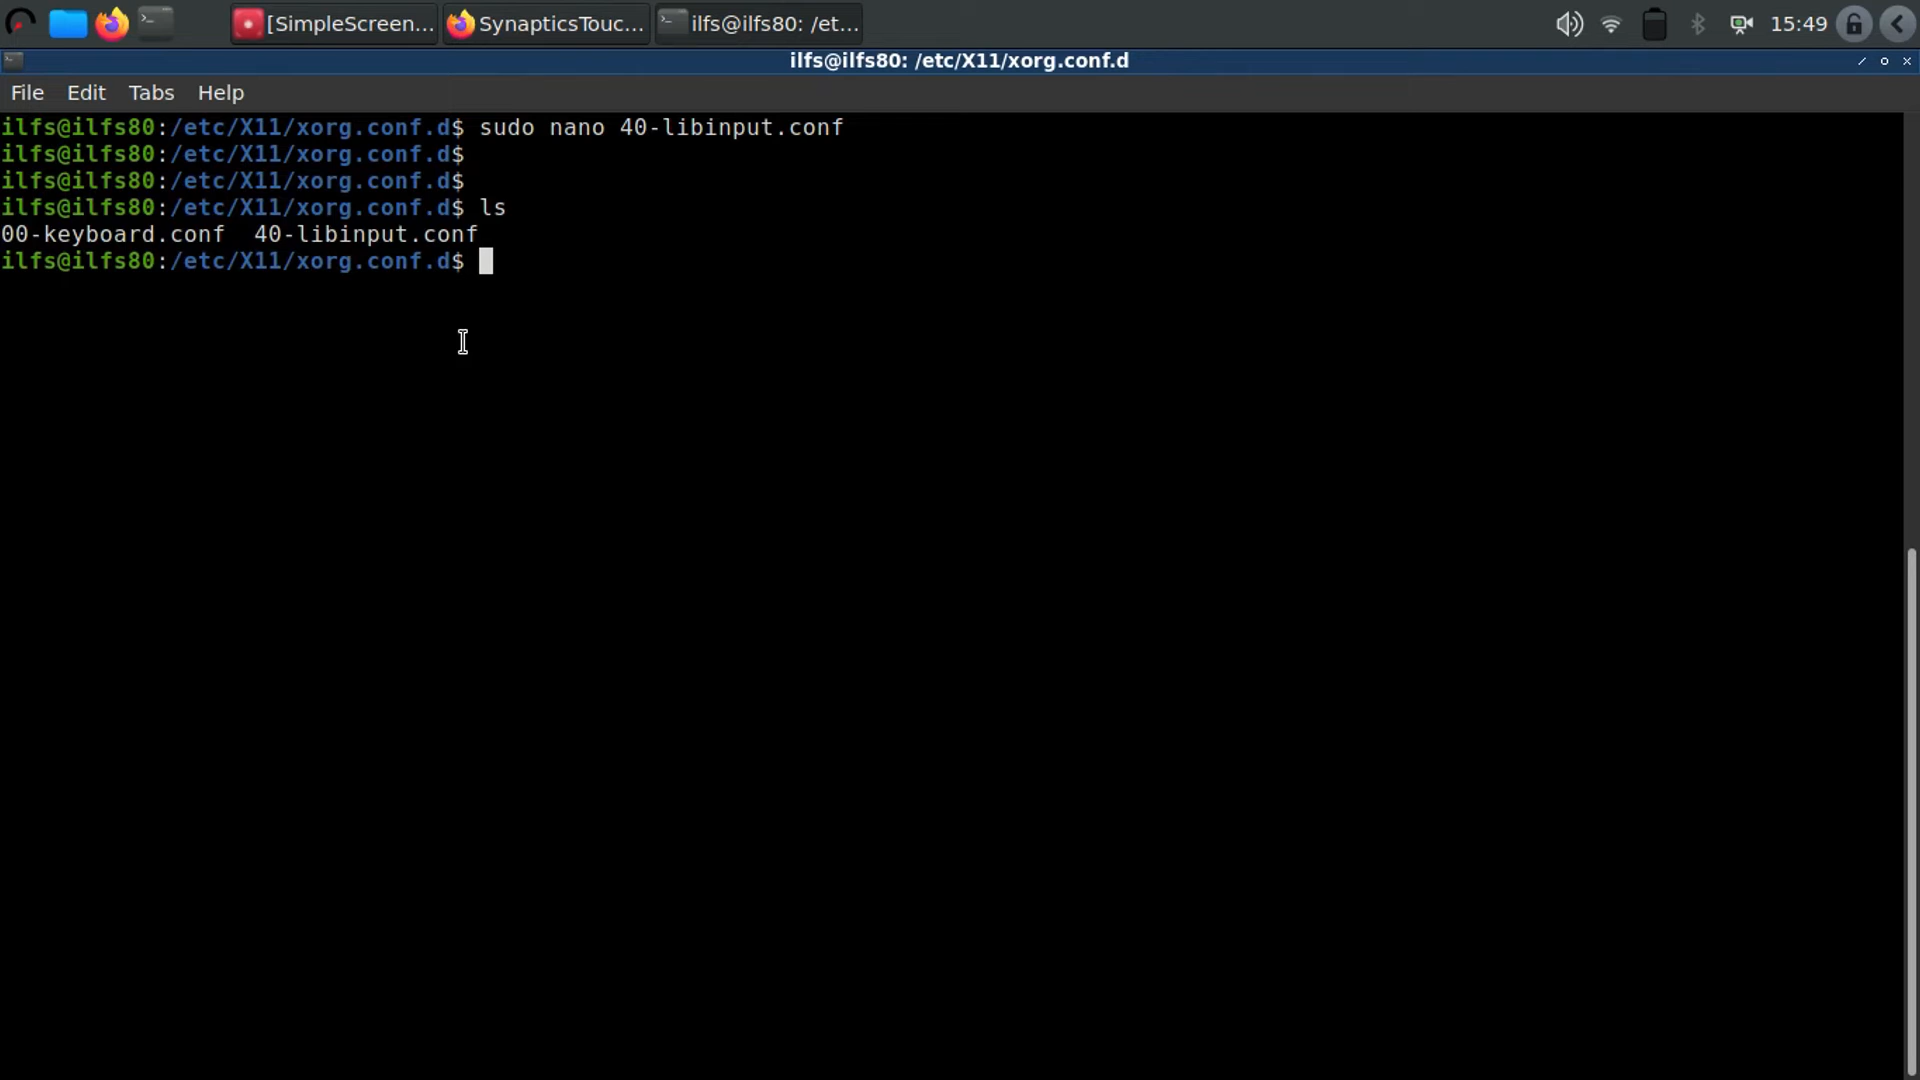 [SimpleScreen...
SynapticsTouc...
ilfs@ilfs80: /et...
15:49
ilfs@ilfs80: /etc/X11/xorg.conf.d
File Edit Tabs Help
ilfs@ilfs80:/etc/X11/xorg.conf.d$ sudo nano 40-libinput.conf
ilfs@ilfs80:/etc/X11/xorg.conf.d$
ilfs@ilfs80:/etc/X11/xorg.conf.d$
ilfs@ilfs80:/etc/X11/xorg.conf.d$ ls
00-keyboard.conf  40-libinput.conf
ilfs@ilfs80:/etc/X11/xorg.conf.d$